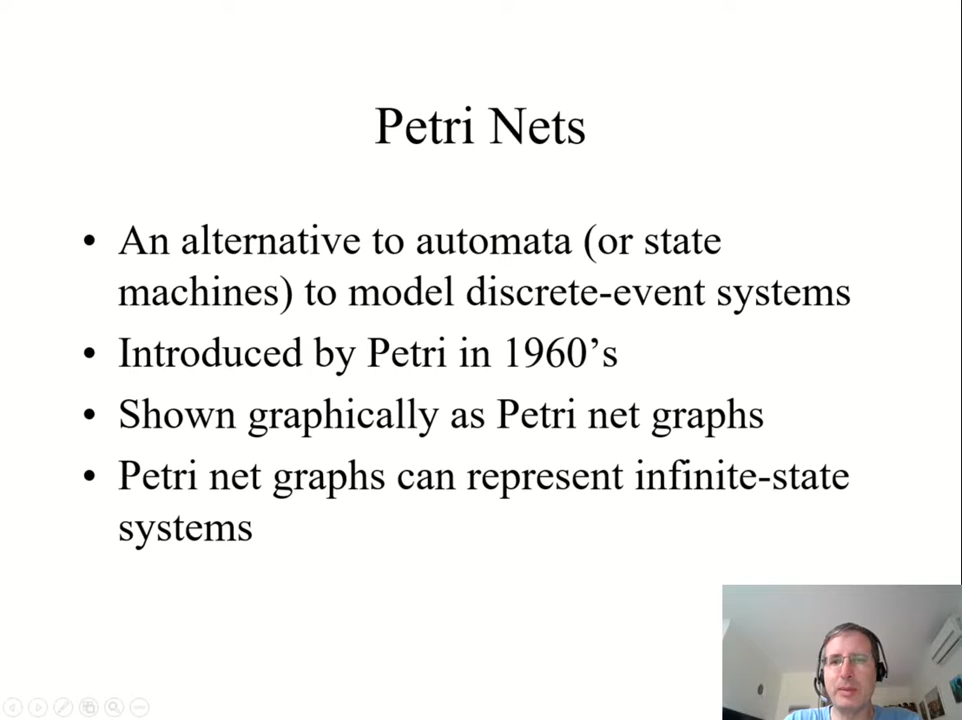 Petri Nets
• An alternative to automata (or state
machines) to model discrete-event systems
• Introduced by Petri in 1960’s
• Shown graphically as Petri net graphs
• Petri net graphs can represent infinite-state
systems